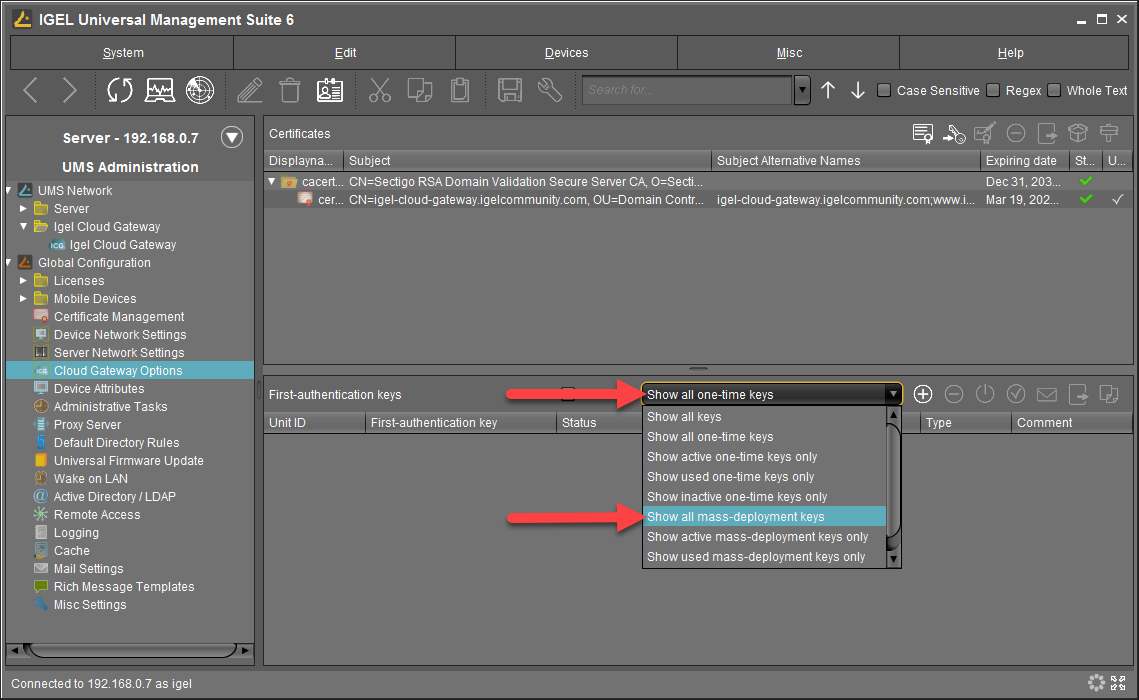 IGEL Universal Management Suite 6
System
Edit
Devices
Misc
Help
Search for...
Case Sensitive
Regex
Whole Text
Server - 192.168.0.7
UMS Administration
UMS Network
Server
Igel Cloud Gateway
ICG Igel Cloud Gateway
Global Configuration
Licenses
Mobile Devices
Certificate Management
Device Network Settings
Server Network Settings
ICG Cloud Gateway Options
Device Attributes
Administrative Tasks
Proxy Server
Default Directory Rules
Universal Firmware Update
Wake on LAN
Active Directory / LDAP
Remote Access
Logging
Cache
Mail Settings
Rich Message Templates
Misc Settings
Certificates
Displayna... Subject Subject Alternative Names Expiring date St... U...
cacert... CN=Sectigo RSA Domain Validation Secure Server CA, O=Secti... Dec 31, 203...
cer... CN=igel-cloud-gateway.igelcommunity.com, OU=Domain Contr... igel-cloud-gateway.igelcommunity.com;www.i... Mar 19, 202...
First-authentication keys
Show all one-time keys
Unit ID First-authentication key Status Type Comment
Show all keys
Show all one-time keys
Show active one-time keys only
Show used one-time keys only
Show inactive one-time keys only
Show all mass-deployment keys
Show active mass-deployment keys only
Show used mass-deployment keys only
Connected to 192.168.0.7 as igel